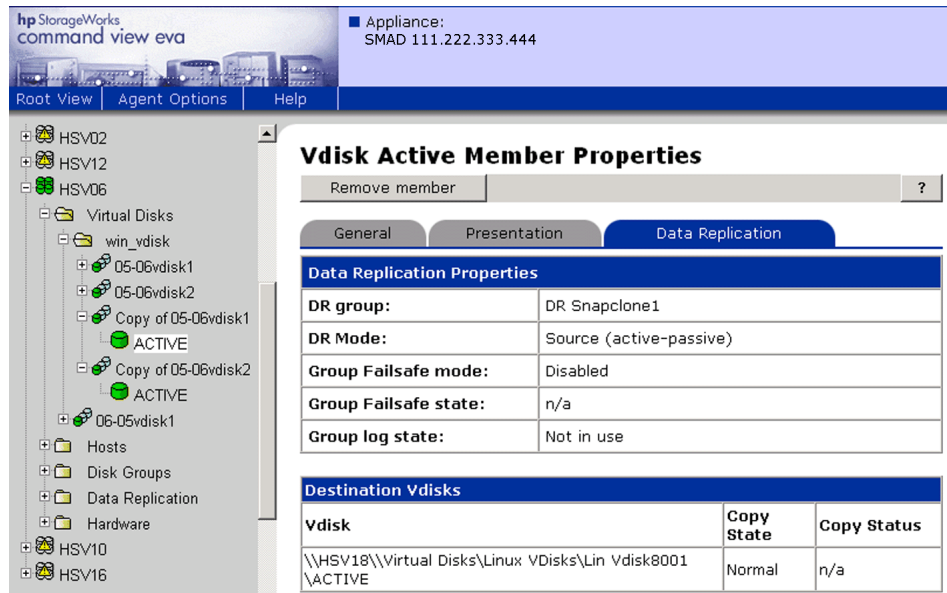 hp StorageWorks
command view eva
Appliance:
SMAD 111.222.333.444
Root View Agent Options Help
HSV02
HSV12
HSV06
Virtual Disks
win_vdisk
05-06vdisk1
05-06vdisk2
Copy of 05-06vdisk1
ACTIVE
Copy of 05-06vdisk2
ACTIVE
06-05vdisk1
Hosts
Disk Groups
Data Replication
Hardware
HSV10
HSV16
Vdisk Active Member Properties
Remove member ?
General Presentation Data Replication
Data Replication Properties
DR group: DR Snapclone1
DR Mode: Source (active-passive)
Group Failsafe mode: Disabled
Group Failsafe state: n/a
Group log state: Not in use
Destination Vdisks
Vdisk Copy State Copy Status
\\HSV18\\Virtual Disks\Linux VDisks\Lin Vdisk8001
\ACTIVE Normal n/a